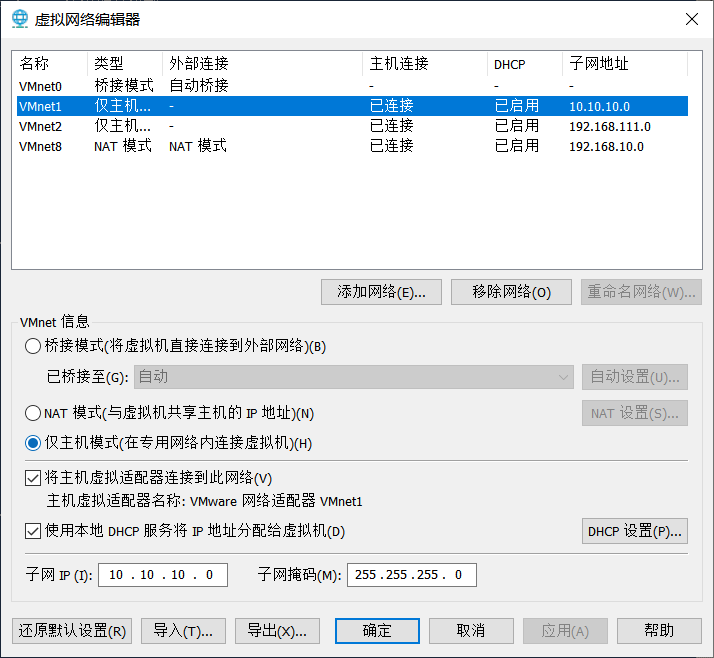 虚拟网络编辑器
名称 类型 外部连接 主机连接 DHCP 子网地址
VMnet0 桥接模式 自动桥接 - - -
VMnet1 仅主机... - 已连接 已启用 10.10.10.0
VMnet2 仅主机... - 已连接 已启用 192.168.111.0
VMnet8 NAT 模式 NAT 模式 已连接 已启用 192.168.10.0
添加网络(E)... 移除网络(O) 重命名网络(W)...
VMnet 信息
桥接模式(将虚拟机直接连接到外部网络)(B)
已桥接至(G): 自动 自动设置(U)...
NAT 模式(与虚拟机共享主机的 IP 地址)(N) NAT 设置(S)...
仅主机模式(在专用网络内连接虚拟机)(H)
将主机虚拟适配器连接到此网络(V)
主机虚拟适配器名称: VMware 网络适配器 VMnet1
使用本地 DHCP 服务将 IP 地址分配给虚拟机(D) DHCP 设置(P)...
子网 IP (I): 10 . 10 . 10 . 0 子网掩码(M): 255 . 255 . 255 . 0
还原默认设置(R) 导入(T)... 导出(X)... 确定 取消 应用(A) 帮助